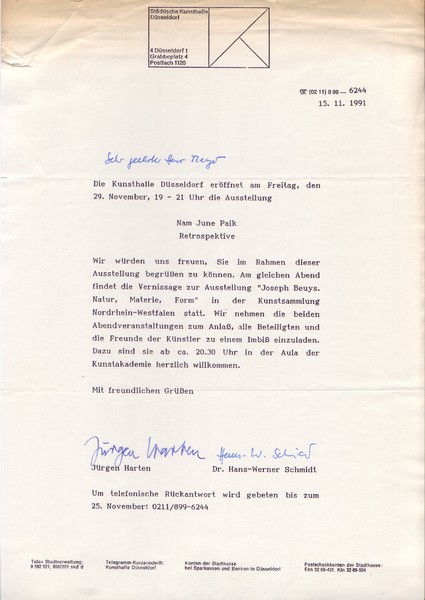 Städtische Kunsthalle
Düsseldorf
4 Düsseldorf 1
Grabbeplatz 4
Postfach 1120
☎ (02 11) 8 99 — 6244
15. 11. 1991
Sehr geehrter Herr Meyer
Die Kunsthalle Düsseldorf eröffnet am Freitag, den
29. November, 19 - 21 Uhr die Ausstellung
Nam June Paik
Retrospektive
Wir würden uns freuen, Sie im Rahmen dieser
Ausstellung begrüßen zu können. Am gleichen Abend
findet die Vernissage zur Ausstellung "Joseph Beuys.
Natur, Materie, Form" in der Kunstsammlung
Nordrhein-Westfalen statt. Wir nehmen die beiden
Abendveranstaltungen zum Anlaß, alle Beteiligten und
die Freunde der Künstler zu einem Imbiß einzuladen.
Dazu sind sie ab ca. 20.30 Uhr in der Aula der
Kunstakademie herzlich willkommen.
Mit freundlichen Grüßen
Jürgen Harten Hans-W. Schmidt
Jürgen Harten Dr. Hans-Werner Schmidt
Um telefonische Rückantwort wird gebeten bis zum
25. November: 0211/899-6244
Telex Stadtverwaltung: Telegramm-Kurzanschrift: Konten der Stadtkasse Postscheckkonten der Stadtkasse:
skd d Kunsthalle Düsseldorf bei Sparkassen und Banken in Düsseldorf Esn Kln